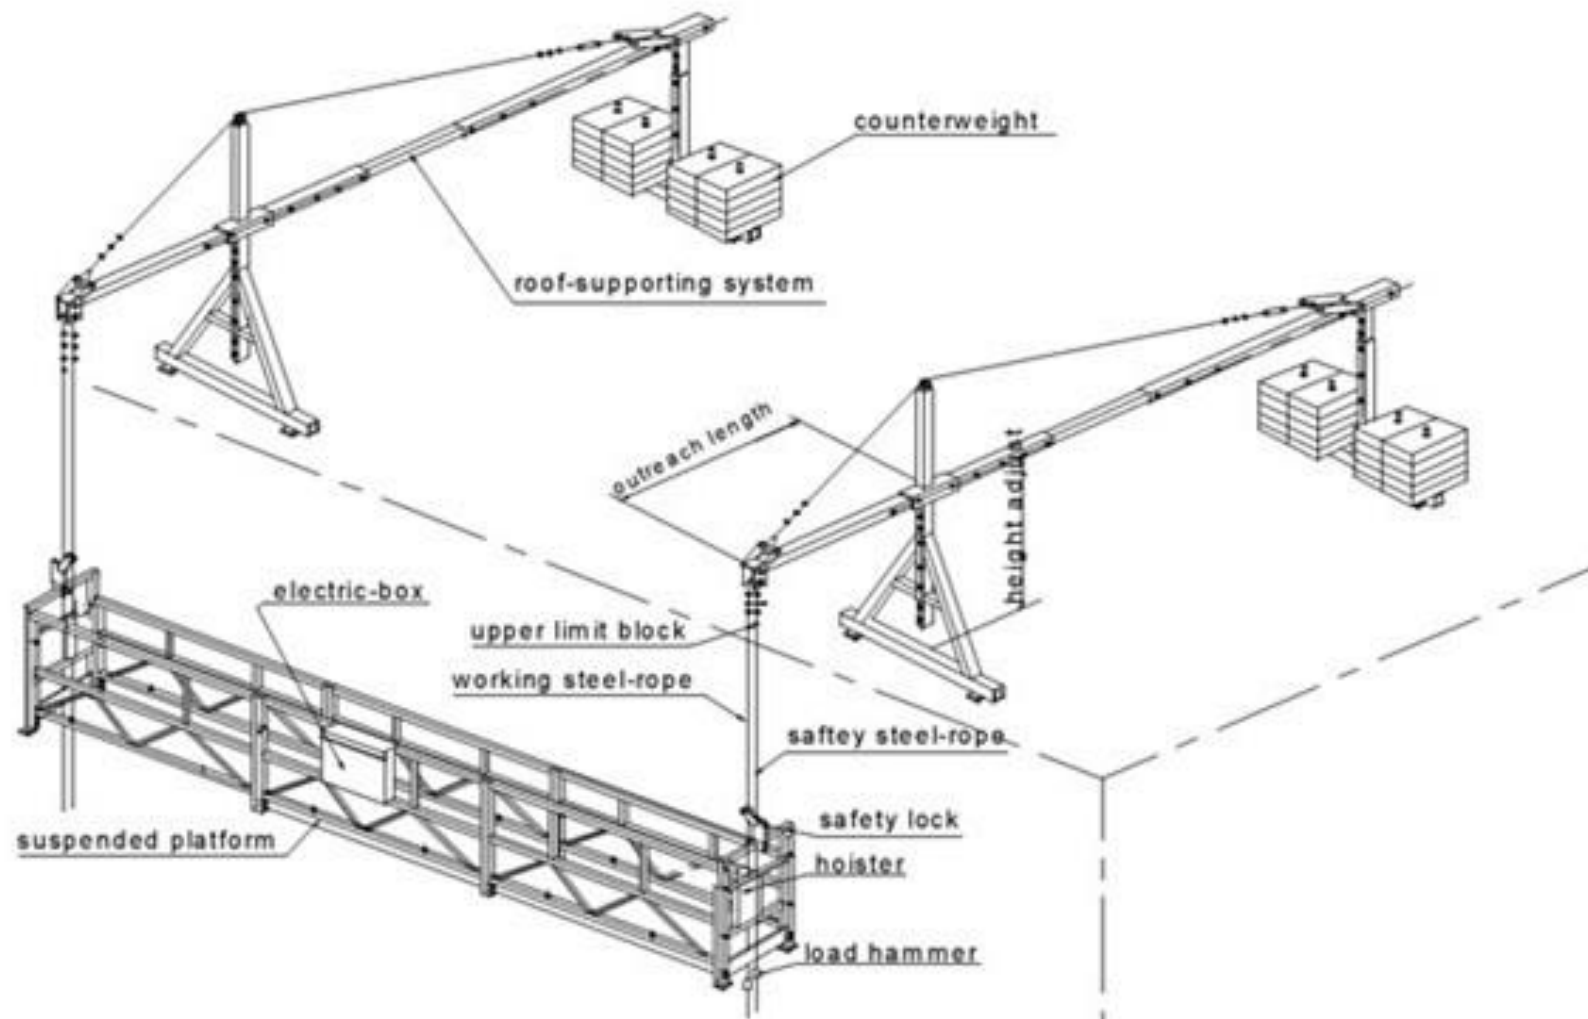 counterweight
roof-supporting system
outreach length
height adjust
electric-box
upper limit block
working steel-rope
saftey steel-rope
suspended platform
safety lock
hoister
load hammer